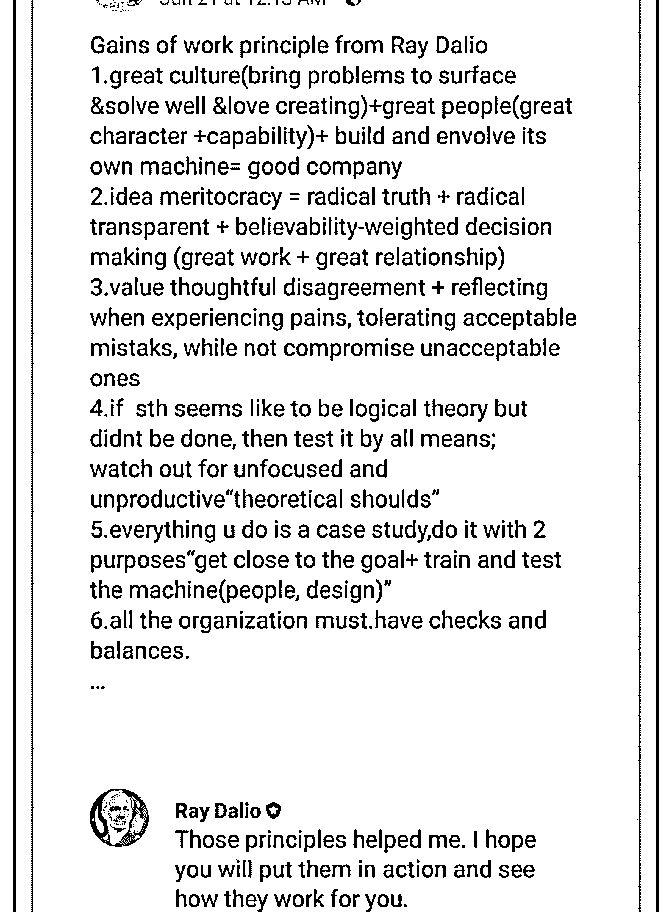 Gains of work principle from Ray Dalio
1.great culture(bring problems to surface
&solve well &love creating)+great people(great
character +capability)+ build and envolve its
own machine= good company
2.idea meritocracy = radical truth + radical
transparent + believability-weighted decision
making (great work + great relationship)
3.value thoughtful disagreement + reflecting
when experiencing pains, tolerating acceptable
mistaks, while not compromise unacceptable
ones
4.if  sth seems like to be logical theory but
didnt be done, then test it by all means;
watch out for unfocused and
unproductive“theoretical shoulds”
5.everything u do is a case study,do it with 2
purposes“get close to the goal+ train and test
the machine(people, design)”
6.all the organization must.have checks and
balances.
...
Ray Dalio
Those principles helped me. I hope
you will put them in action and see
how they work for you.